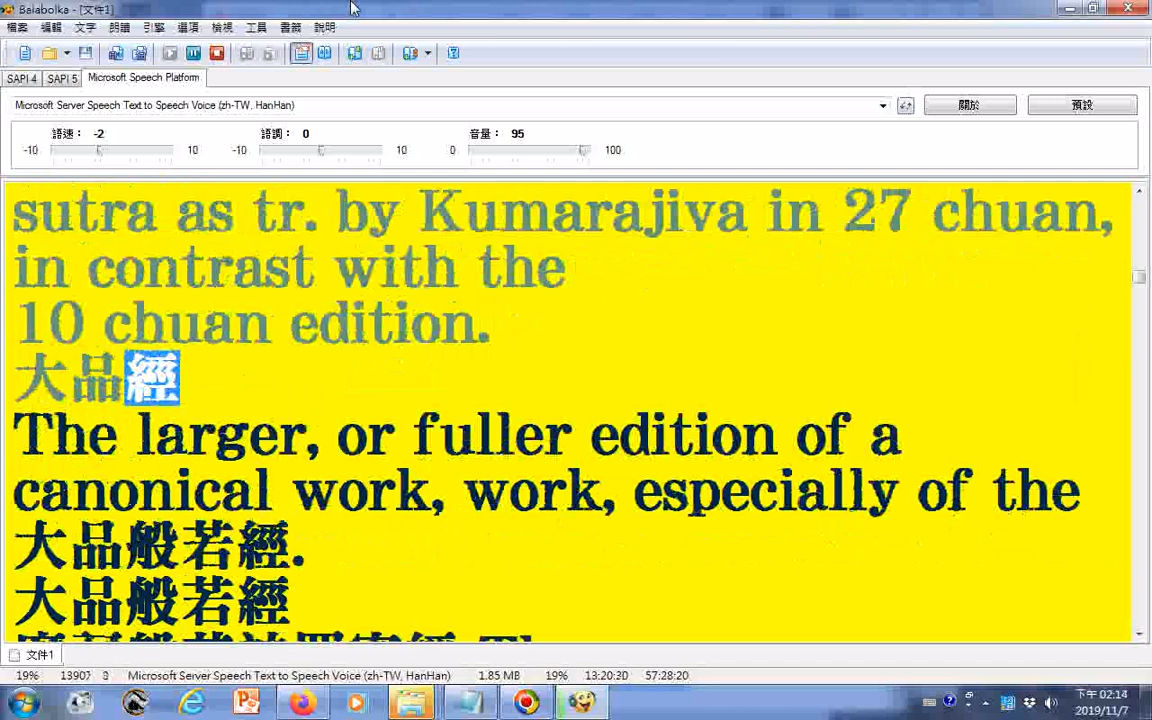 Balabolka - [文件1]
檔案 編輯 文字 朗讀 引擎 選項 檢視 工具 書籤 說明
SAPI 4 SAPI 5 Microsoft Speech Platform
Microsoft Server Speech Text to Speech Voice (zh-TW, HanHan) 關於 預設
語速： -2 語調： 0 音量： 95
-10 10 -10 10 0 100
sutra as tr. by Kumarajiva in 27 chuan,
in contrast with the
10 chuan edition.
大品經
The larger, or fuller edition of a
canonical work, work, especially of the
大品般若經.
大品般若經
文件1
19% Microsoft Server Speech Text to Speech Voice (zh-TW, HanHan) 1.85 MB 19% 13:20:30 57:28:20
下午 02:14
2019/11/7